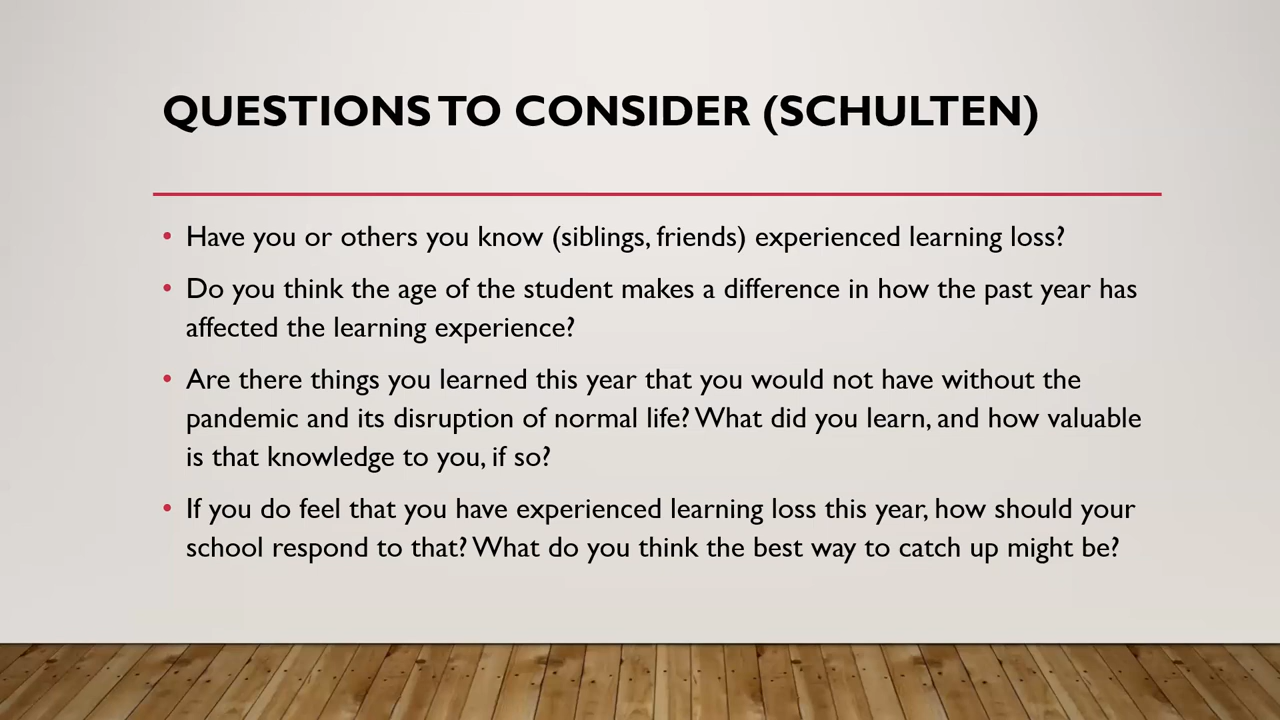 QUESTIONS TO CONSIDER (SCHULTEN)
• Have you or others you know (siblings, friends) experienced learning loss?
• Do you think the age of the student makes a difference in how the past year has
affected the learning experience?
• Are there things you learned this year that you would not have without the
pandemic and its disruption of normal life? What did you learn, and how valuable
is that knowledge to you, if so?
• If you do feel that you have experienced learning loss this year, how should your
school respond to that? What do you think the best way to catch up might be?